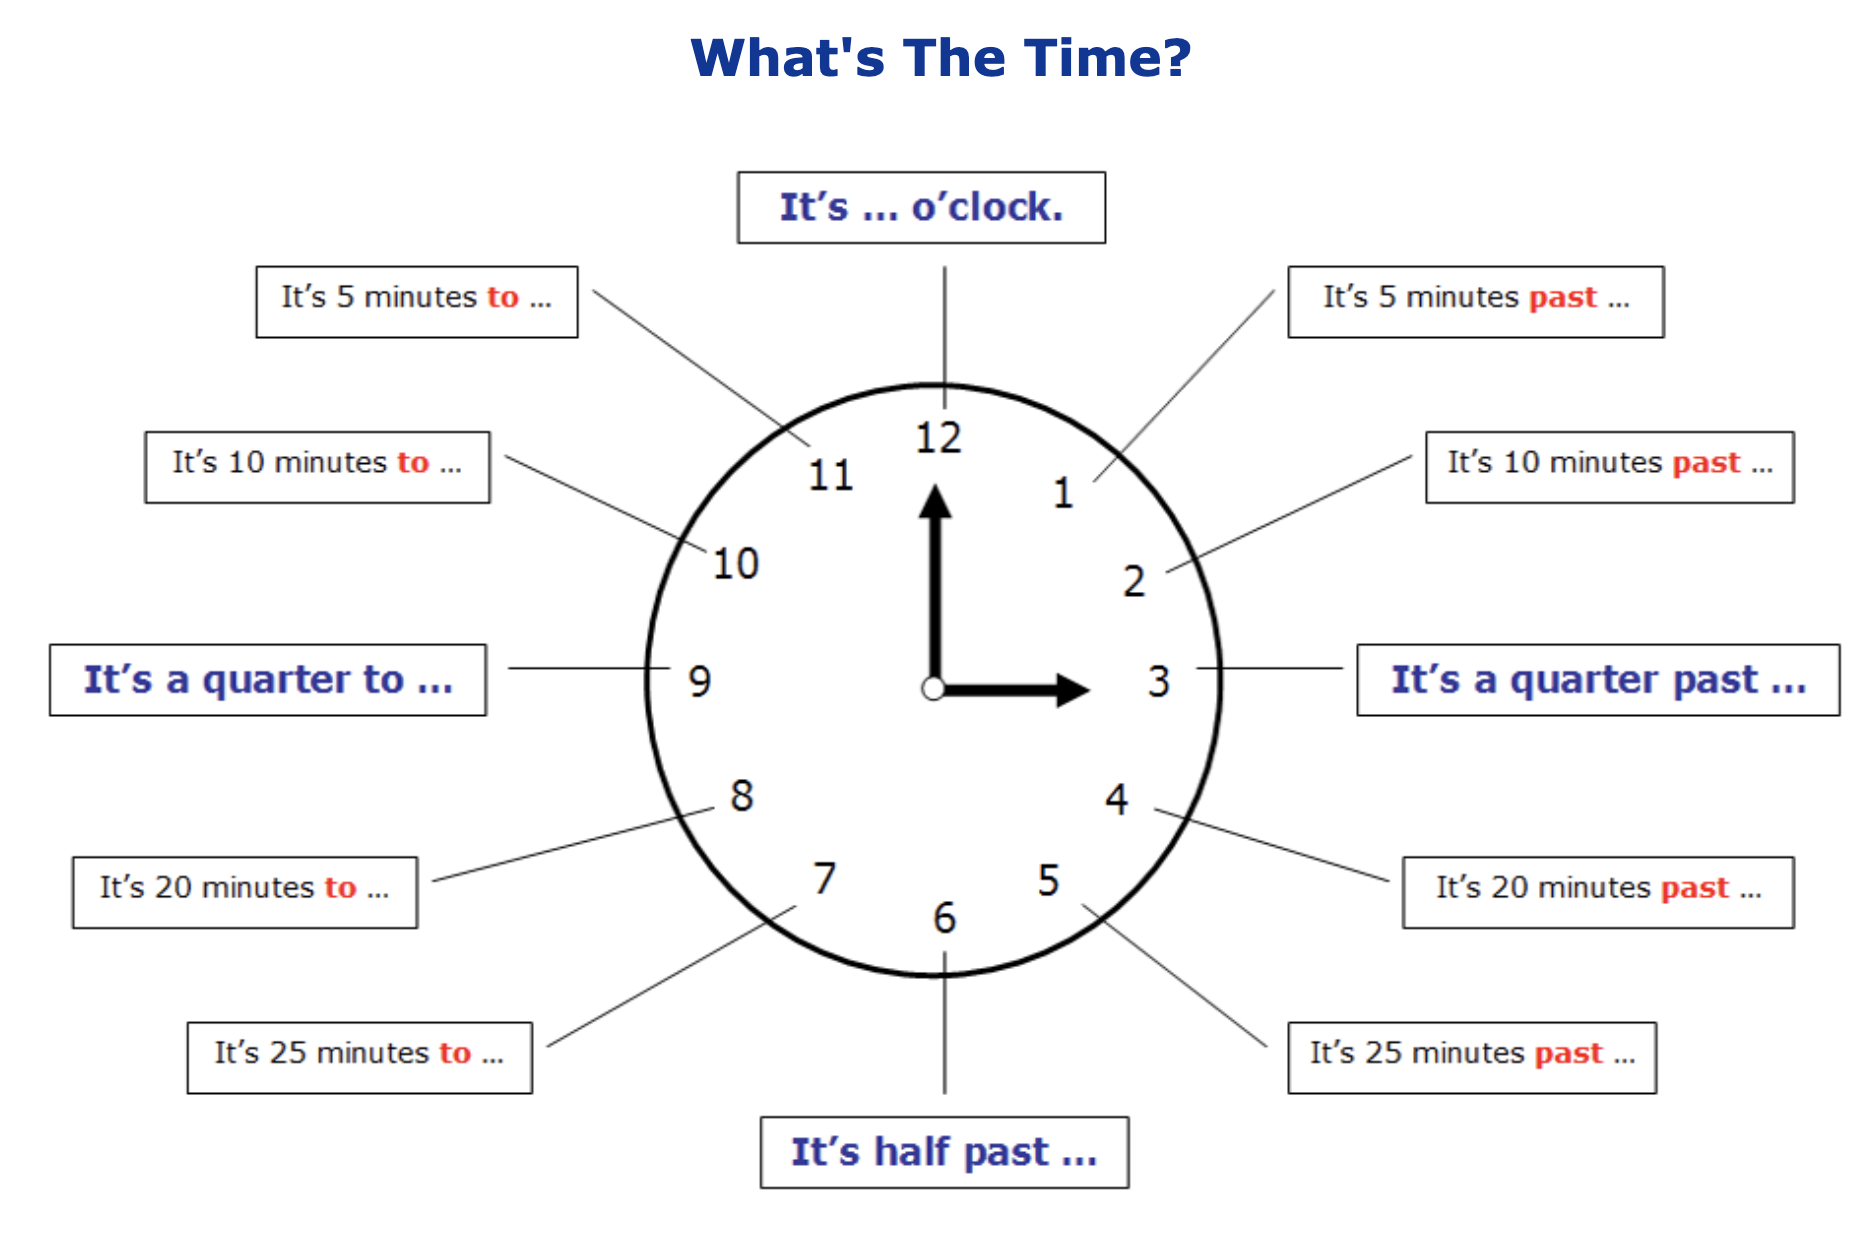 What's The Time?
It’s ... o’clock.
It’s 5 minutes to ...
It’s 5 minutes past ...
It’s 10 minutes to ...
It’s 10 minutes past ...
12
11
1
10
2
It’s a quarter to ...
9
3
It’s a quarter past ...
8
4
7
5
6
It’s 20 minutes to ...
It’s 20 minutes past ...
It’s 25 minutes to ...
It’s 25 minutes past ...
It’s half past ...